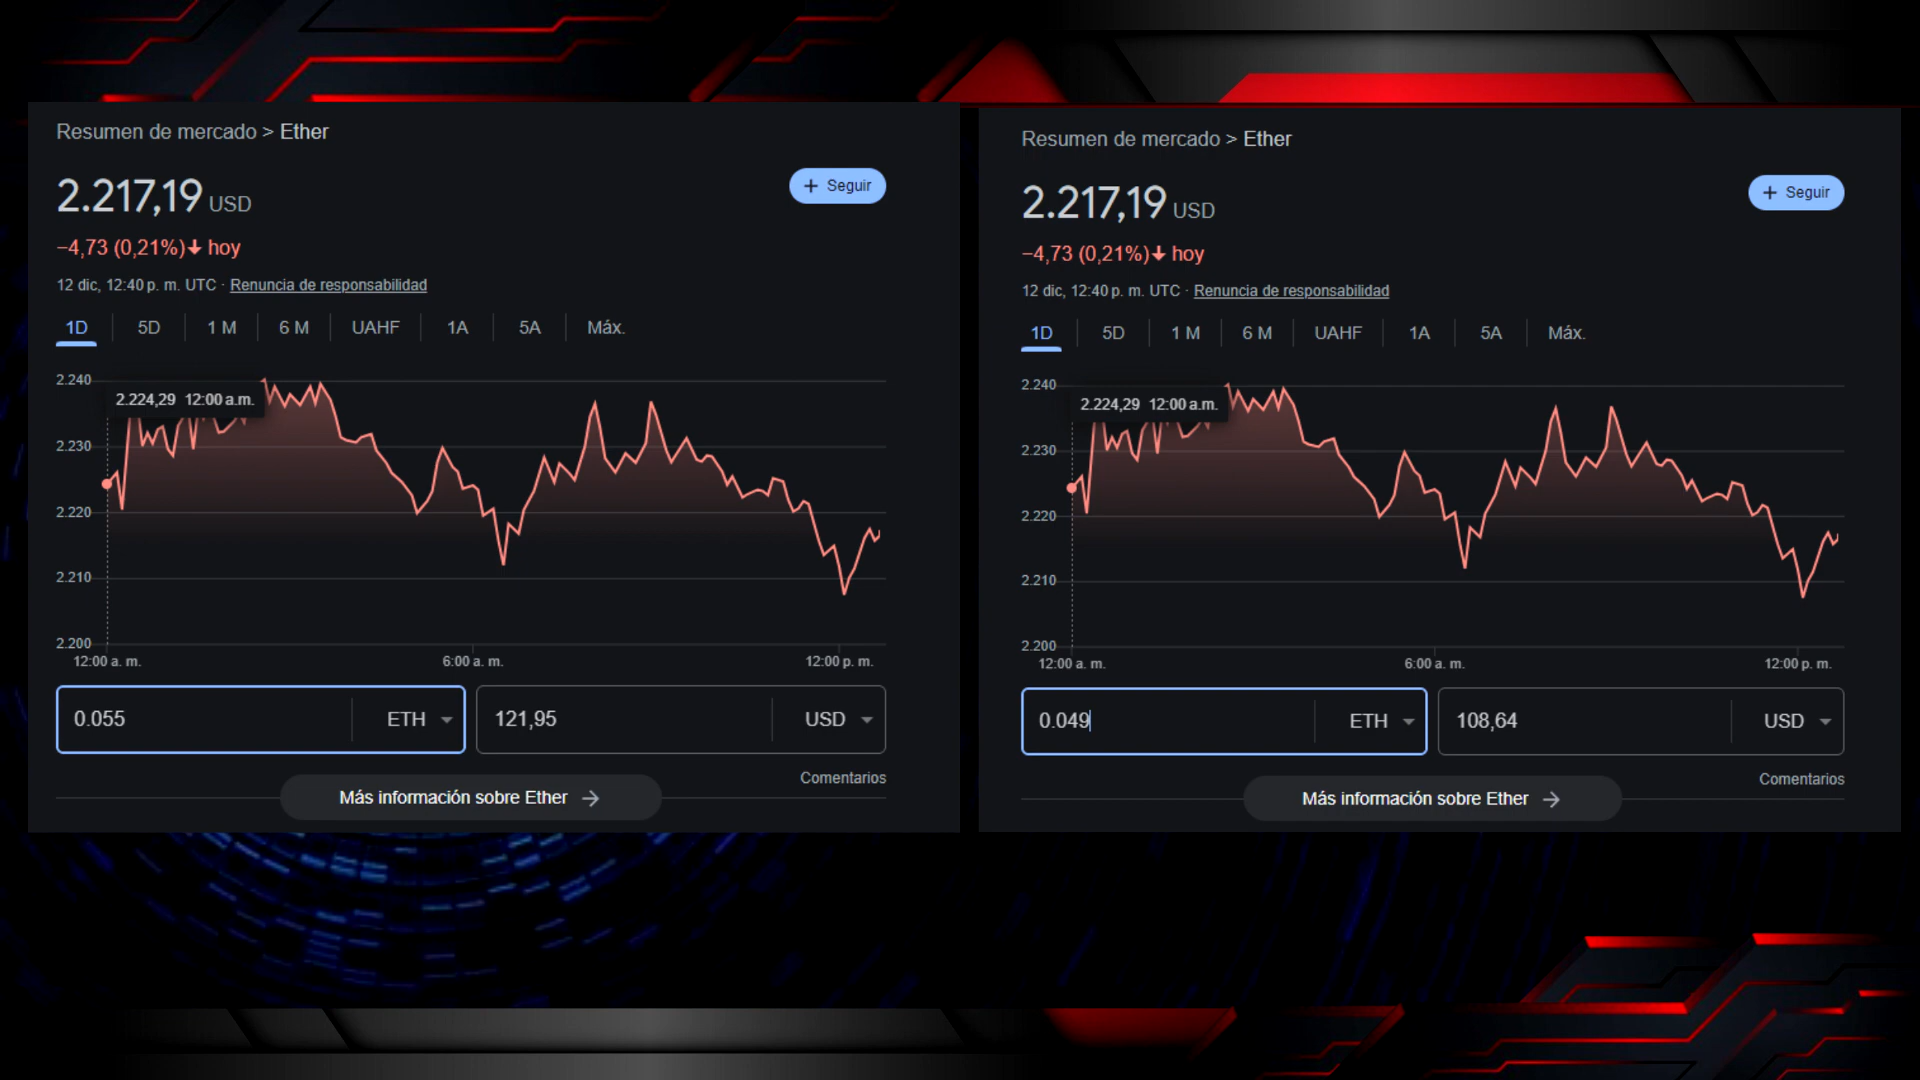 Resumen de mercado > Ether
2.217,19 USD
+ Seguir
−4,73 (0,21%)↓ hoy
12 dic, 12:40 p. m. UTC · Renuncia de responsabilidad
1D 5D 1 M 6 M UAHF 1A 5A Máx.
2.240
2.224,29 12:00 a.m.
2.230
2.220
2.210
2.200
12:00 a. m. 6:00 a. m. 12:00 p. m.
0.055 ETH 121,95 USD
Comentarios
Más información sobre Ether →
Resumen de mercado > Ether
2.217,19 USD
+ Seguir
−4,73 (0,21%)↓ hoy
12 dic, 12:40 p. m. UTC · Renuncia de responsabilidad
1D 5D 1 M 6 M UAHF 1A 5A Máx.
2.240
2.224,29 12:00 a.m.
2.230
2.220
2.210
2.200
12:00 a. m. 6:00 a. m. 12:00 p. m.
0.049 ETH 108,64 USD
Comentarios
Más información sobre Ether →